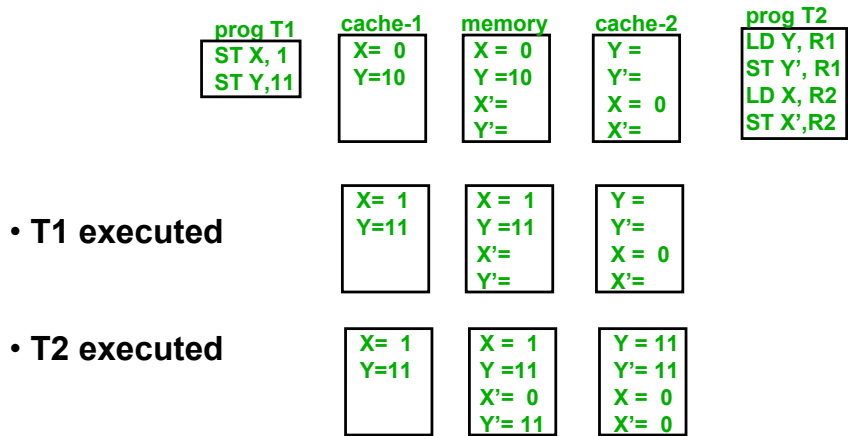 prog T1
ST X, 1
ST Y,11
cache-1
X= 0
Y=10
memory
X = 0
Y =10
X’=
Y’=
cache-2
Y =
Y’=
X = 0
X’=
prog T2
LD Y, R1
ST Y’, R1
LD X, R2
ST X’,R2
• T1 executed
X= 1
Y=11
X = 1
Y =11
X’=
Y’=
Y =
Y’=
X = 0
X’=
• T2 executed
X= 1
Y=11
X = 1
Y =11
X’= 0
Y’= 11
Y = 11
Y’= 11
X = 0
X’= 0